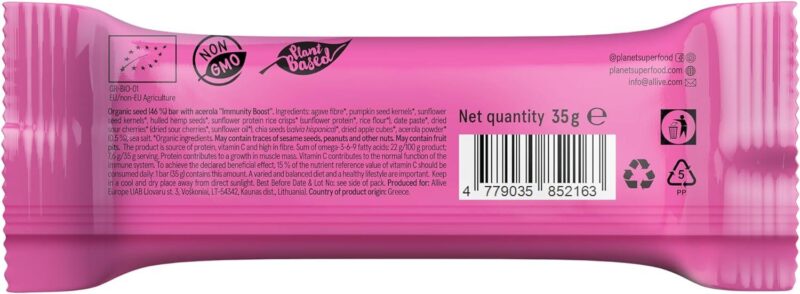 NON
GMO
Plant
Based
GR-BIO-01
EU/non-EU Agriculture
Organic seed (46 %) bar with acerola "Immunity Boost". Ingredients: agave fibre*, pumpkin seed kernels*, sunflower
seed kernels*, hulled hemp seeds*, sunflower protein rice crisps* (sunflower protein*, rice flour*), date paste*, dried
sour cherries* (dried sour cherries*, sunflower oil*), chia seeds (salvia hispanica)*, dried apple cubes*, acerola powder*
(0.5 %), sea salt. *Organic ingredients. May contain traces of sesame seeds, peanuts and other nuts. May contain fruit
pits. The product is source of protein, vitamin C and high in fibre. Sum of omega-3-6-9 fatty acids: 22 g/100 g product;
7,6 g/35 g serving. Protein contributes to a growth in muscle mass. Vitamin C contributes to the normal function of the
immune system. To achieve the declared beneficial effect, 15 % of the nutrient reference value of vitamin C should be
consumed daily: 1 bar (35 g) contains this amount. A varied and balanced diet and a healthy lifestyle are important. Keep
in a cool and dry place away from direct sunlight. Best Before Date & Lot No: see side of pack. Produced for: Allive
Europe UAB Liovaru st. 3, Voškoniai, LT-54342, Kaunas dist., Lithuania). Country of product origin: Greece.
Net quantity 35 g e
4 779035 852163
@planetsuperfood
@planetsuperfood.com
info@allive.com
5
PP